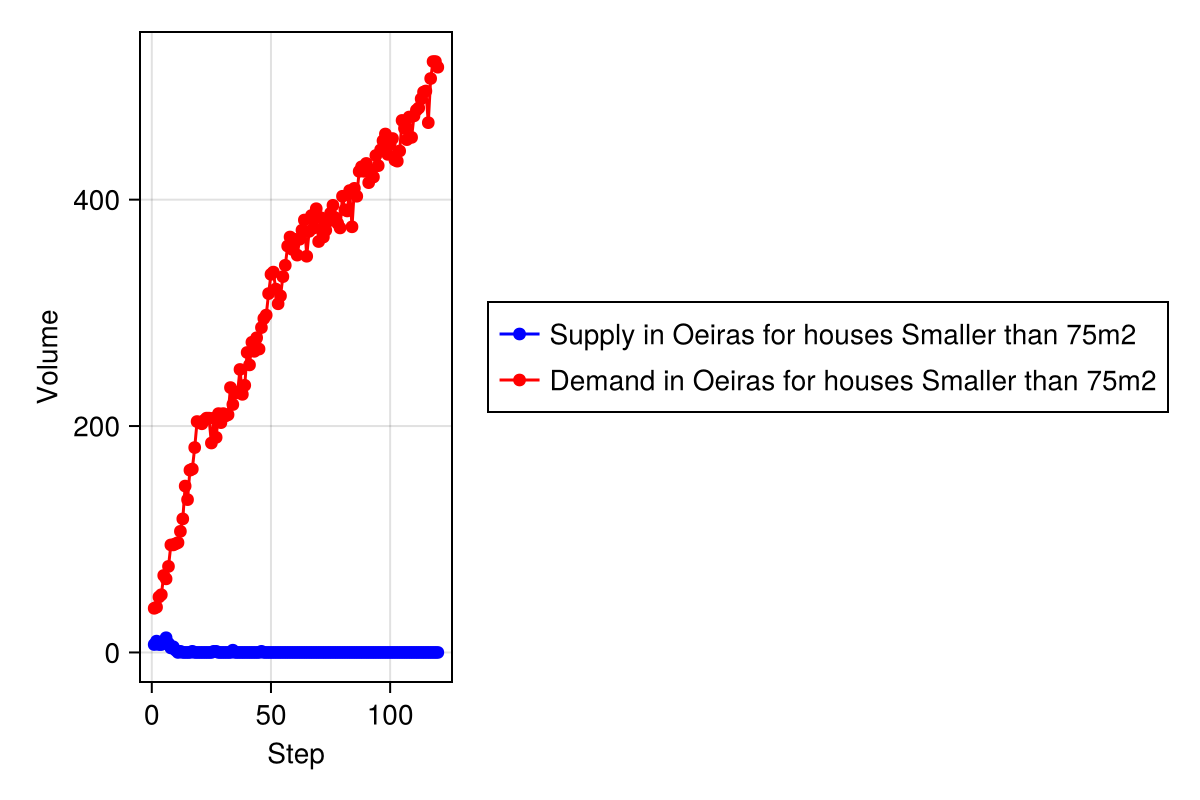 Volume
400
200
0
0 50 100
Step
Supply in Oeiras for houses Smaller than 75m2
Demand in Oeiras for houses Smaller than 75m2